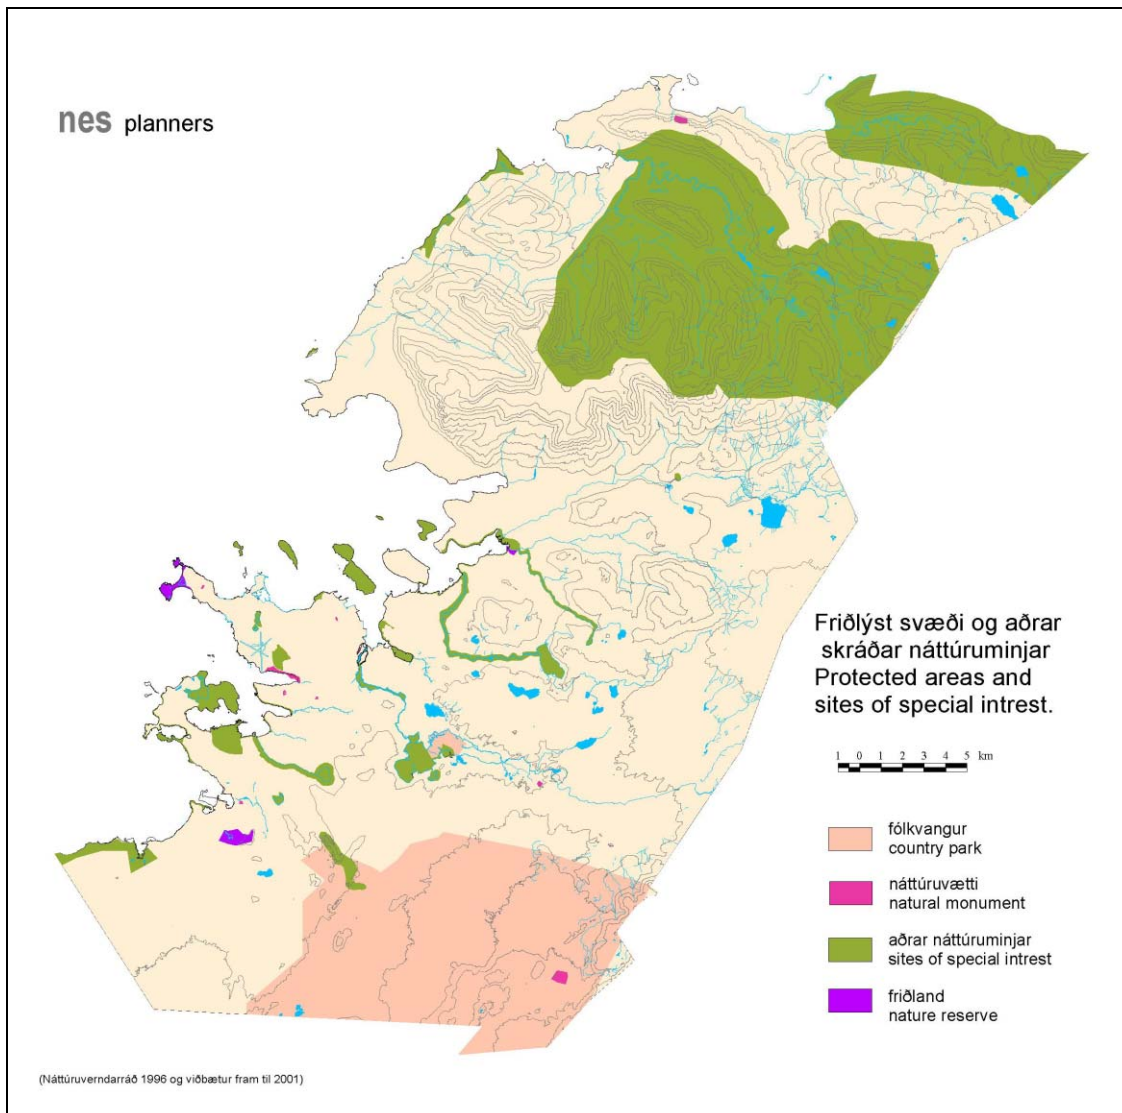 nes planners
Friðlýst svæði og aðrar
skráðar náttúruminjar
Protected areas and
sites of special intrest.
1 0 1 2 3 4 5 km
fólkvangur
country park
náttúruvætti
natural monument
aðrar náttúruminjar
sites of special intrest
friðland
nature reserve
(Náttúruverndarráð 1996 og viðbætur fram til 2001)